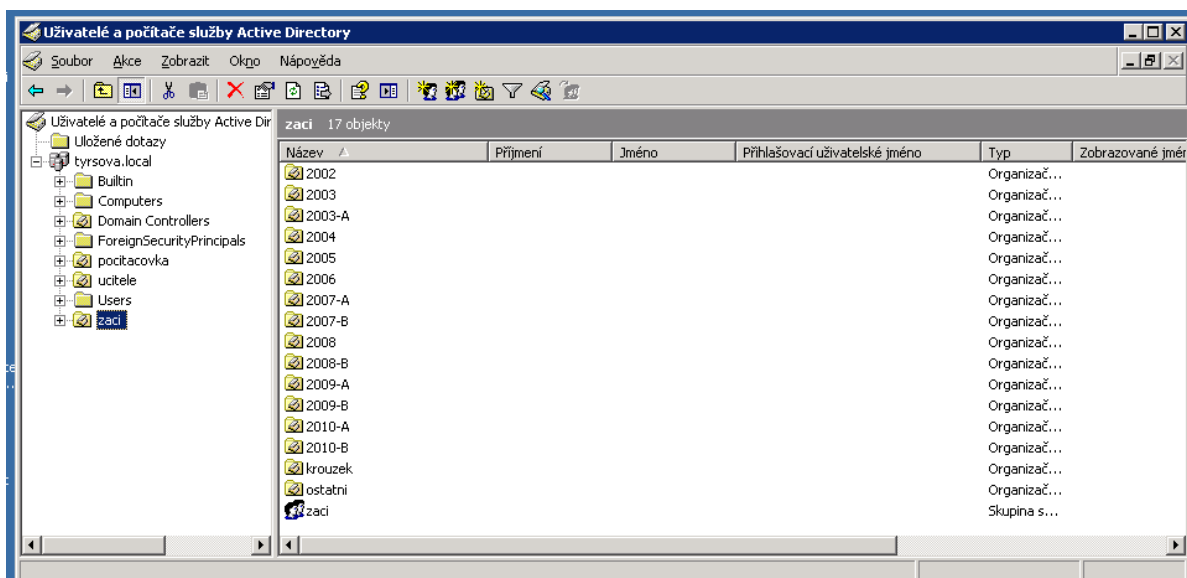 Uživatelé a počítače služby Active Directory
Soubor Akce Zobrazit Okno Nápověda
Uživatelé a počítače služby Active Dir
Uložené dotazy
tyrsova.local
Builtin
Computers
Domain Controllers
ForeignSecurityPrincipals
pocitacovka
ucitele
Users
zaci
zaci 17 objekty
Název Příjmení Jméno Přihlašovací uživatelské jméno Typ Zobrazované jmér
2002 Organizač...
2003 Organizač...
2003-A Organizač...
2004 Organizač...
2005 Organizač...
2006 Organizač...
2007-A Organizač...
2007-B Organizač...
2008 Organizač...
2008-B Organizač...
2009-A Organizač...
2009-B Organizač...
2010-A Organizač...
2010-B Organizač...
krouzek Organizač...
ostatni Organizač...
zaci Skupina s...